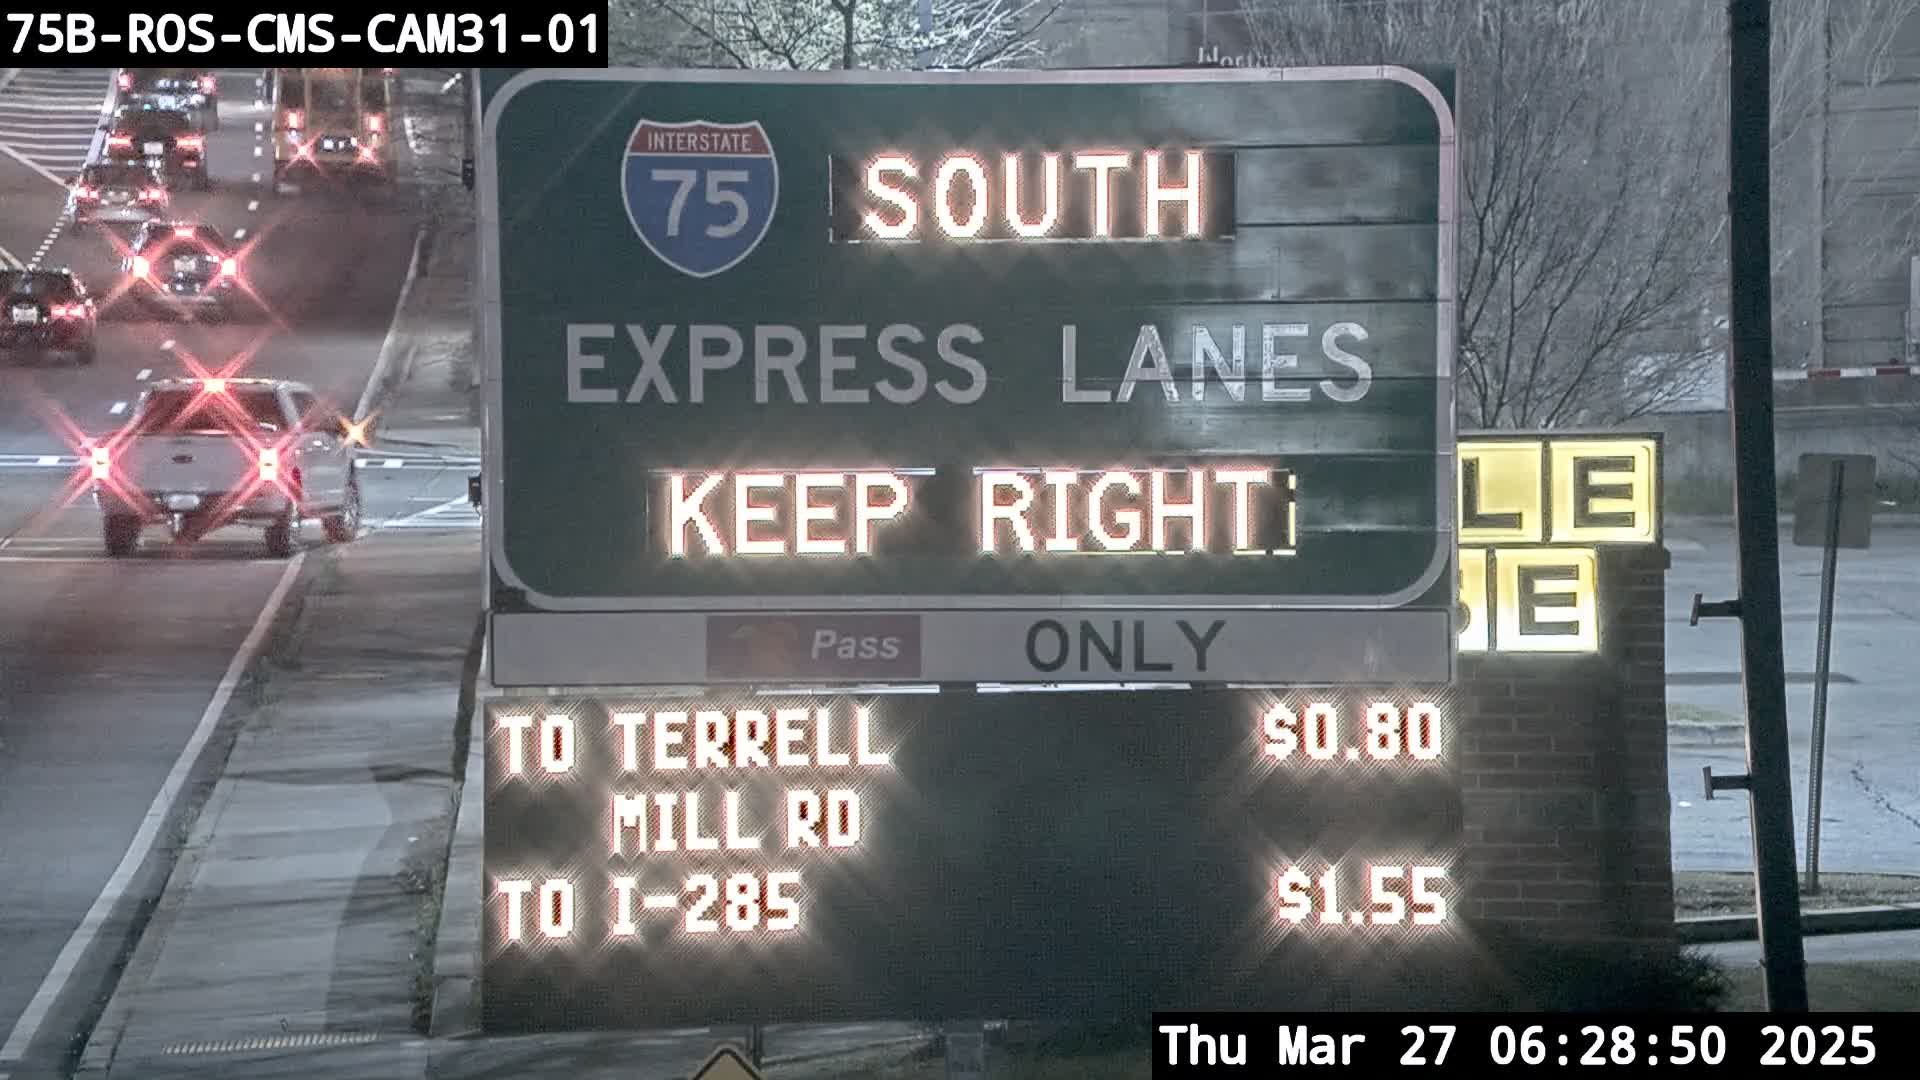 75B-ROS-CMS-CAM31-01
INTERSTATE
75
SOUTH
EXPRESS LANES
KEEP RIGHT
Pass ONLY
TO TERRELL $0.80
MILL RD
TO I-285 $1.55
LE
E
Thu Mar 27 06:28:50 2025